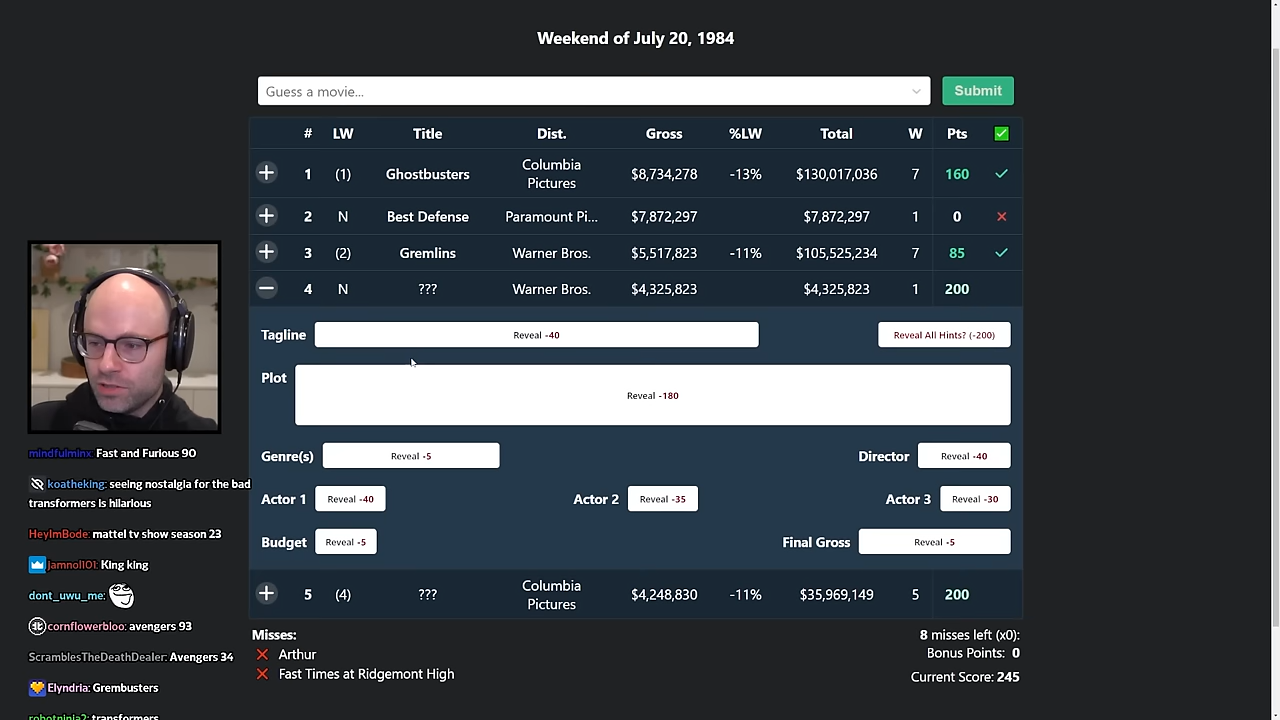 Weekend of July 20, 1984
Guess a movie...
Submit
# LW Title Dist. Gross %LW Total W Pts ✅
1 (1) Ghostbusters Columbia Pictures $8,734,278 -13% $130,017,036 7 160 ✓
2 N Best Defense Paramount Pi... $7,872,297 $7,872,297 1 0 ✕
3 (2) Gremlins Warner Bros. $5,517,823 -11% $105,525,234 7 85 ✓
4 N ??? Warner Bros. $4,325,823 $4,325,823 1 200
Tagline Reveal -40 Reveal All Hints? (-200)
Plot Reveal -180
Genre(s) Reveal -5 Director Reveal -40
Actor 1 Reveal -40 Actor 2 Reveal -35 Actor 3 Reveal -30
Budget Reveal -5 Final Gross Reveal -5
5 (4) ??? Columbia Pictures $4,248,830 -11% $35,969,149 5 200
Misses:
✕ Arthur
✕ Fast Times at Ridgemont High
8 misses left (x0):
Bonus Points: 0
Current Score: 245
mindfulminx: Fast and Furious 90
koatheking: seeing nostalgia for the bad
transformers is hilarious
HeyImBode: mattel tv show season 23
Jamnol101: King king
dont_uwu_me:
cornflowerbloo: avengers 93
ScramblesTheDeathDealer: Avengers 34
Elyndria: Grembusters
robotninja2: transformers